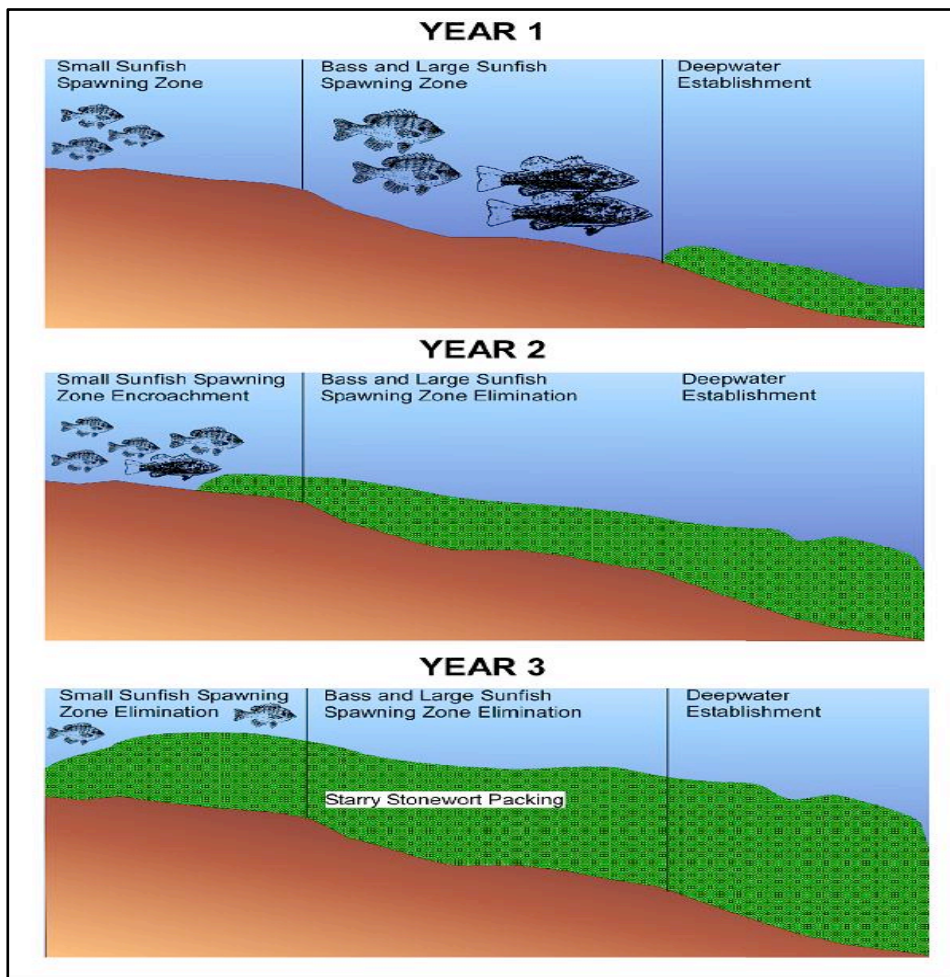 YEAR 1
Small Sunfish
Spawning Zone
Bass and Large Sunfish
Spawning Zone
Deepwater
Establishment
YEAR 2
Small Sunfish Spawning
Zone Encroachment
Bass and Large Sunfish
Spawning Zone Elimination
Deepwater
Establishment
YEAR 3
Small Sunfish Spawning
Zone Elimination
Bass and Large Sunfish
Spawning Zone Elimination
Deepwater
Establishment
Starry Stonewort Packing